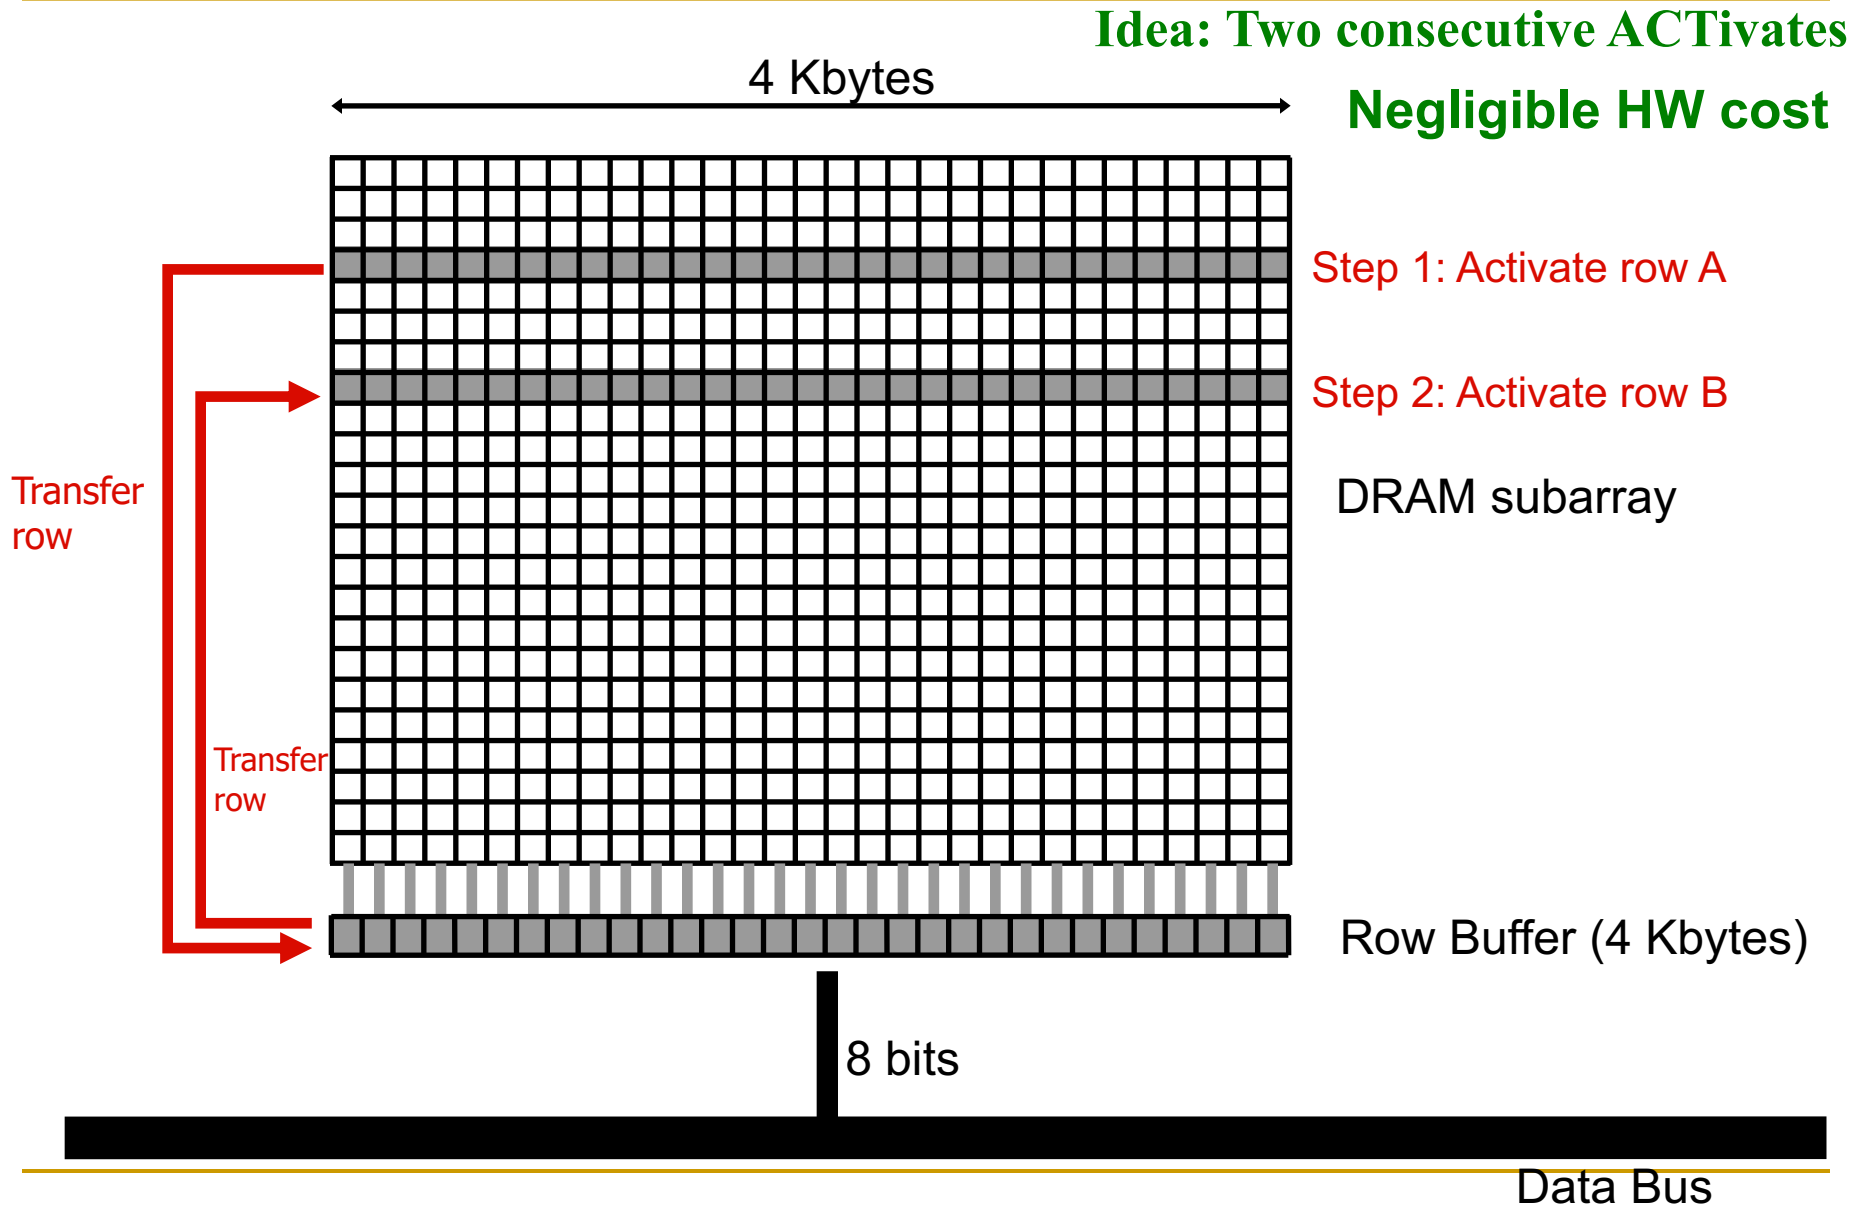 Idea: Two consecutive ACTivates
4 Kbytes
Negligible HW cost
Step 1: Activate row A
Step 2: Activate row B
Transfer
row
DRAM subarray
Transfer
row
Row Buffer (4 Kbytes)
8 bits
Data Bus